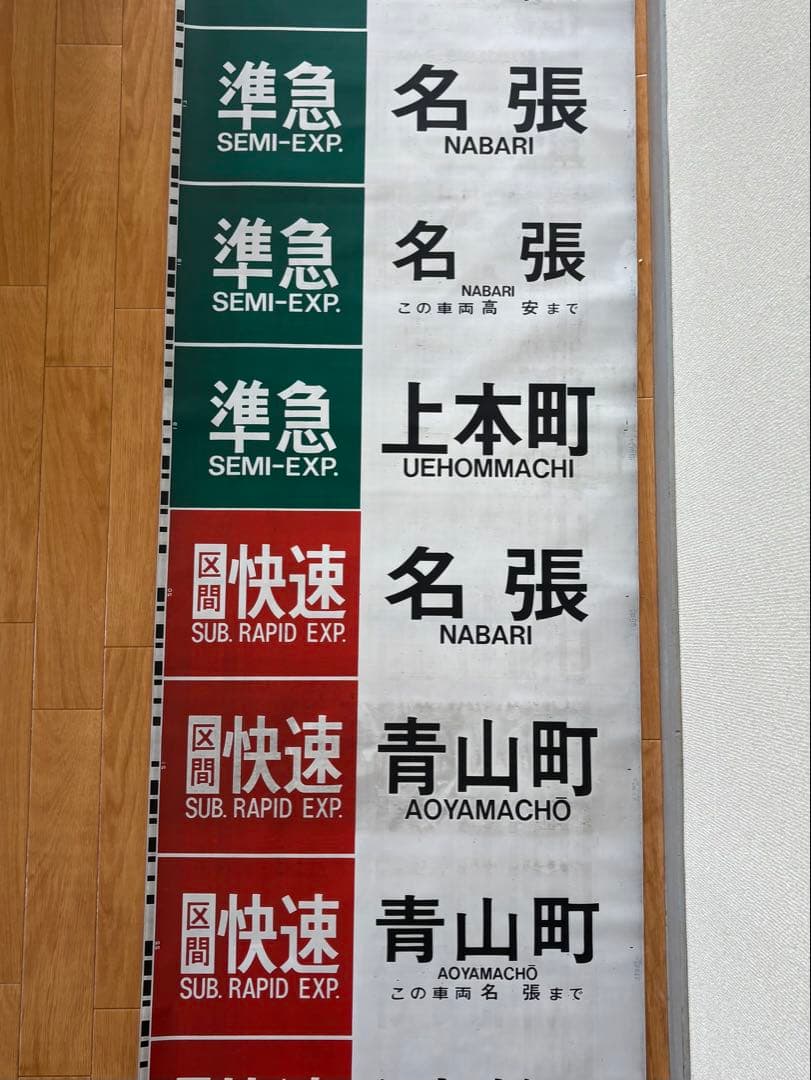 準急 名張
SEMI-EXP. NABARI
準急 名張
SEMI-EXP. NABARI
この車両高安まで
準急 上本町
SEMI-EXP. UEHOMMACHI
区間快速 名張
SUB. RAPID EXP. NABARI
区間快速 青山町
SUB. RAPID EXP. AOYAMACHŌ
区間快速 青山町
SUB. RAPID EXP. AOYAMACHŌ
この車両名張まで